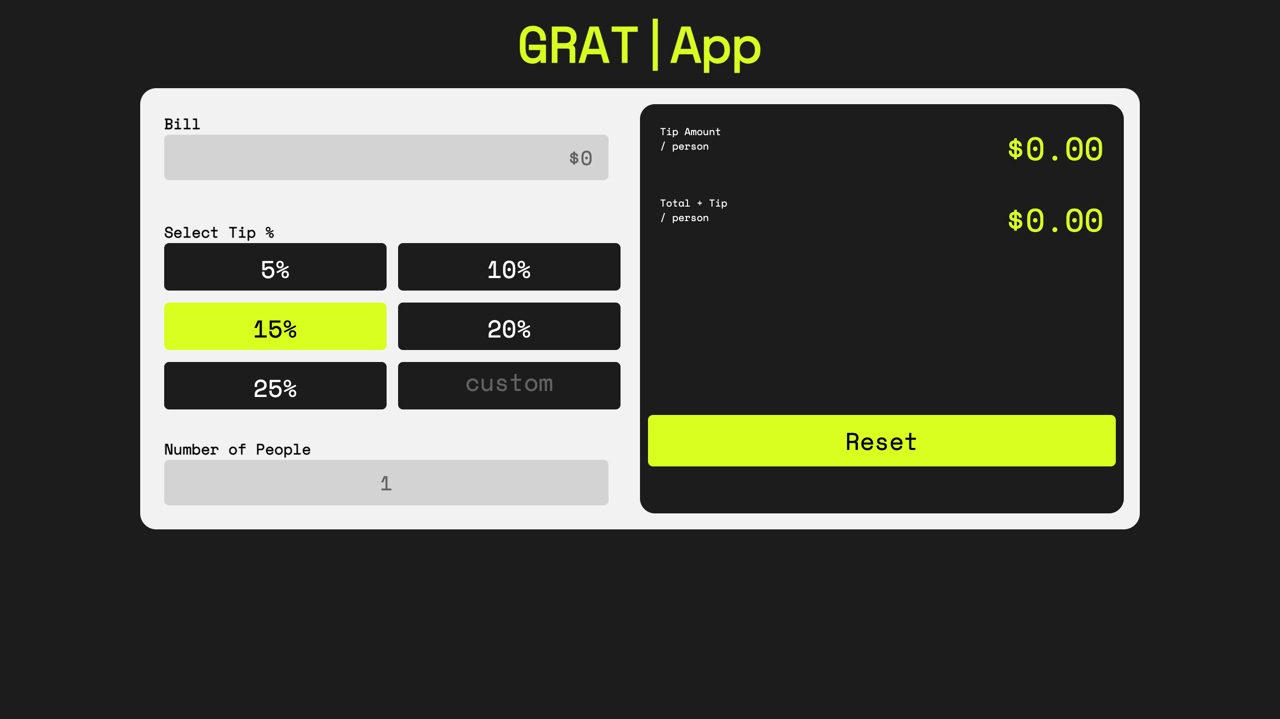 GRAT|App
Bill
$0
Select Tip %
5%
10%
15%
20%
25%
custom
Number of People
1
Tip Amount
/ person
$0.00
Total + Tip
/ person
$0.00
Reset